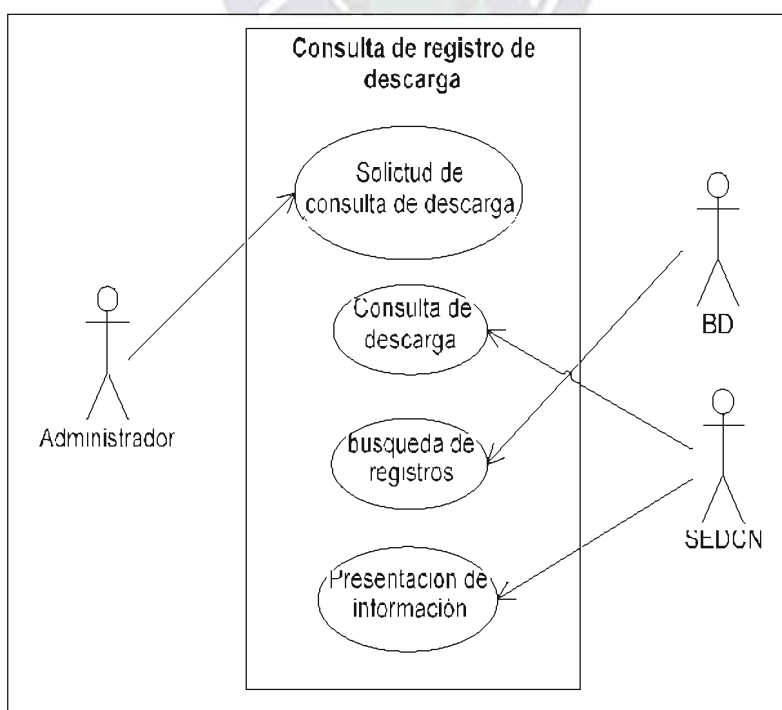 Consulta de registro de
descarga
Solictud de
consulta de descarga
Consulta de
descarga
busqueda de
registros
Presentación de
información
Administrador
BD
SEDCN